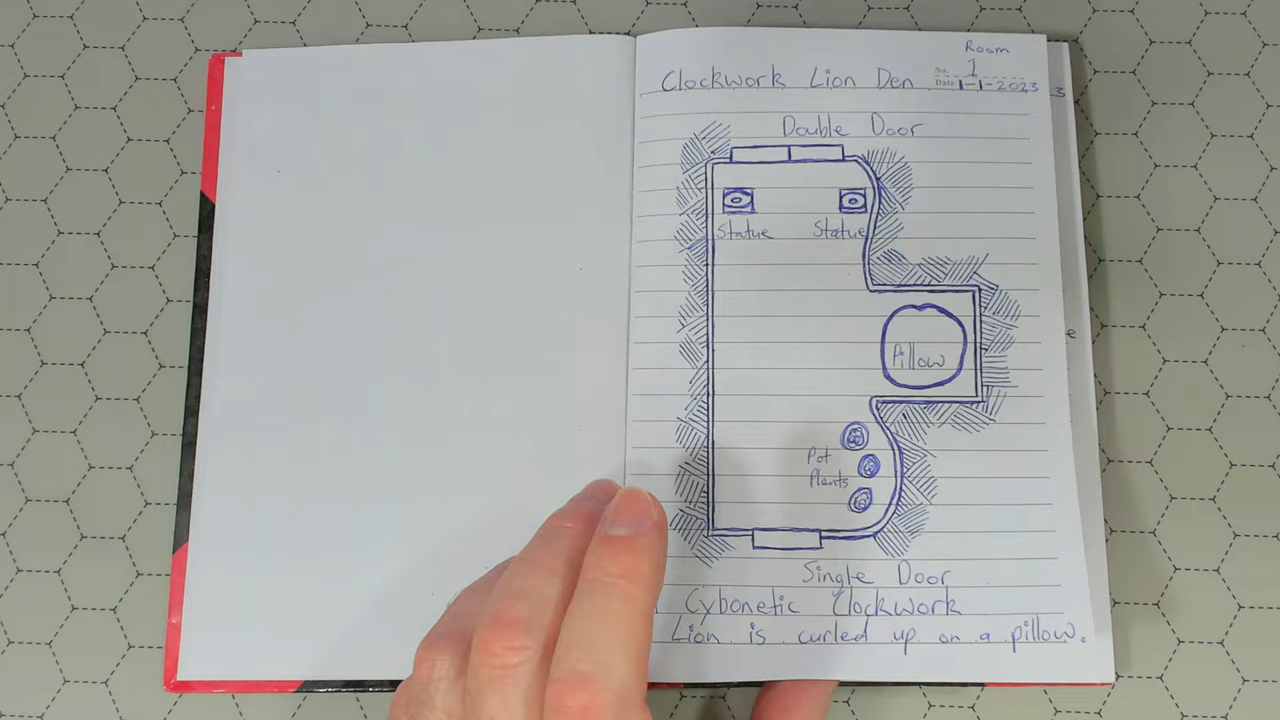 Room
No. 1
Clockwork Lion Den
Date 1-1-2023
3
Double Door
Statue Statue
Pillow
e
Pot
Plants
Single Door
Cybonetic Clockwork
Lion is curled up on a pillow.